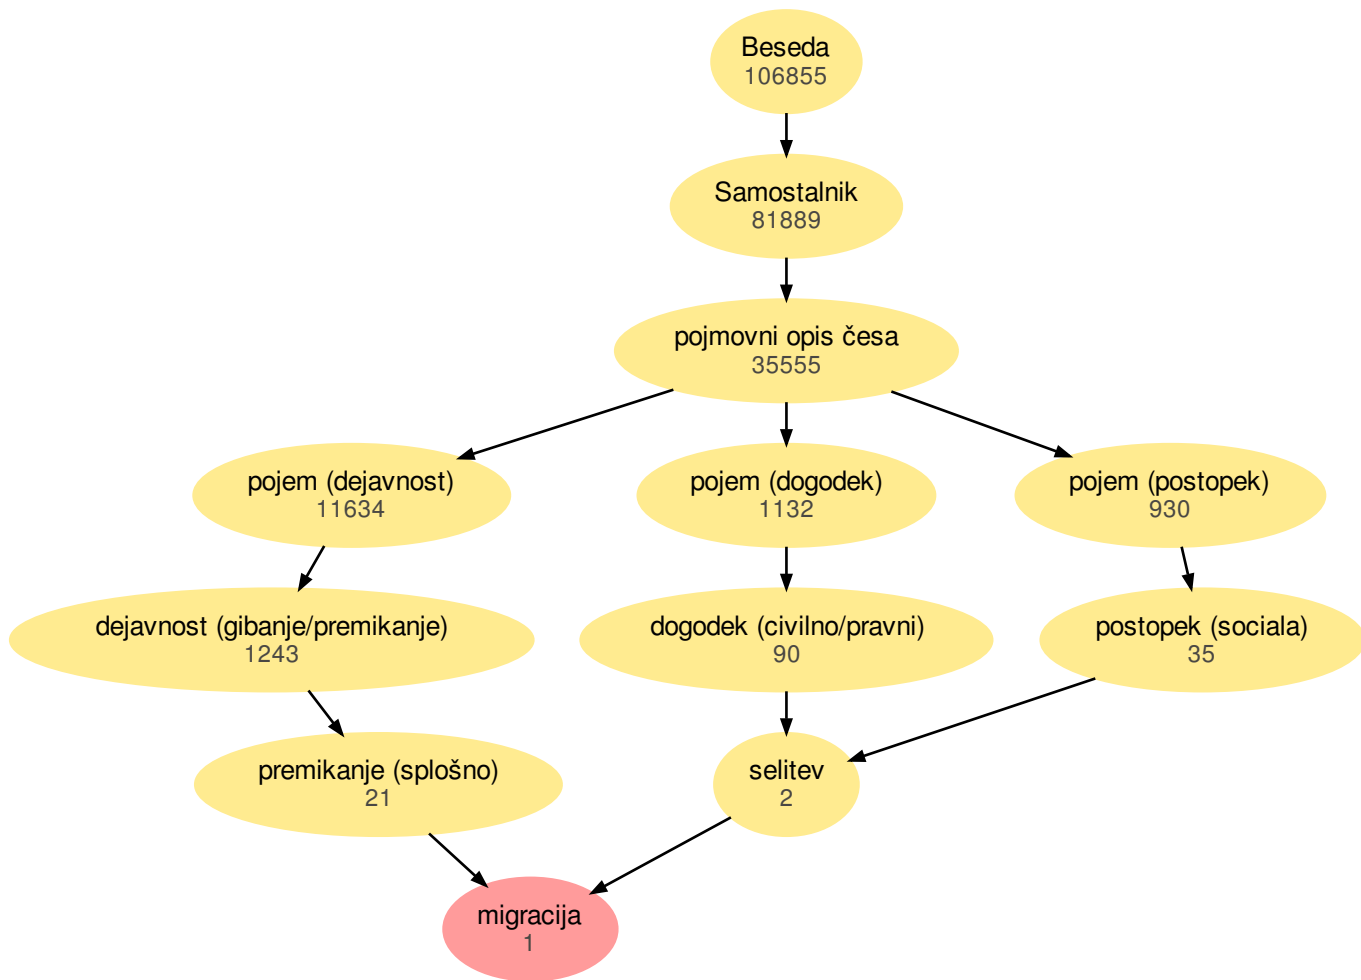 Beseda
106855
Samostalnik
81889
pojmovni opis česa
35555
pojem (dejavnost)
11634
pojem (dogodek)
1132
pojem (postopek)
930
dejavnost (gibanje/premikanje)
1243
dogodek (civilno/pravni)
90
postopek (sociala)
35
premikanje (splošno)
21
selitev
2
migracija
1